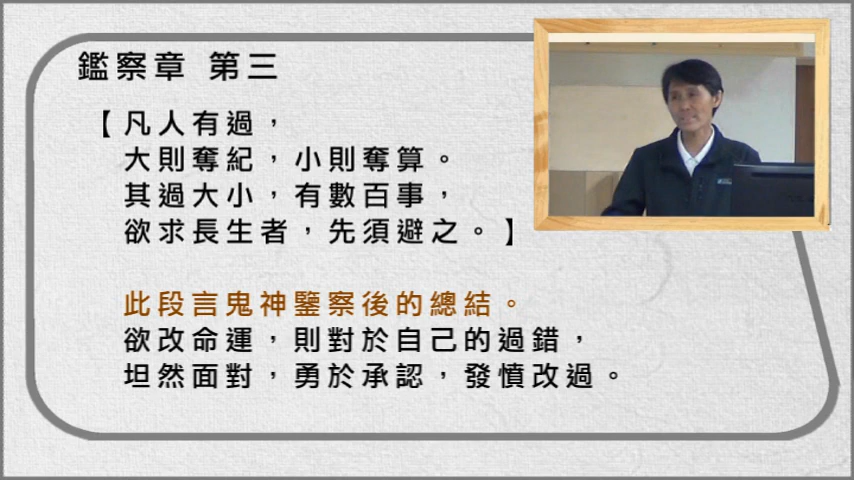 鑑察章 第三
【凡人有過，
大則奪紀，小則奪算。
其過大小，有數百事，
欲求長生者，先須避之。】
此段言鬼神鑒察後的總結。
欲改命運，則對於自己的過錯，
坦然面對，勇於承認，發憤改過。